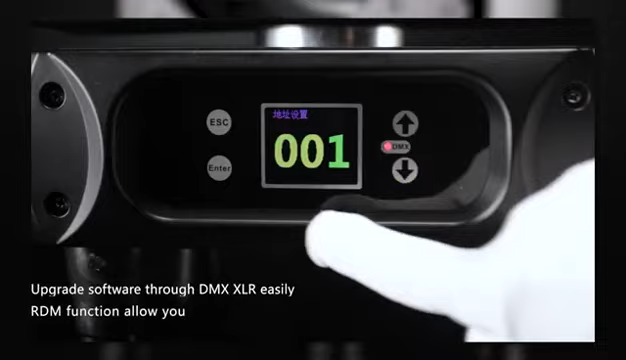 地址设置
ESC
001
DMX
Enter
Upgrade software through DMX XLR easily
RDM function allow you